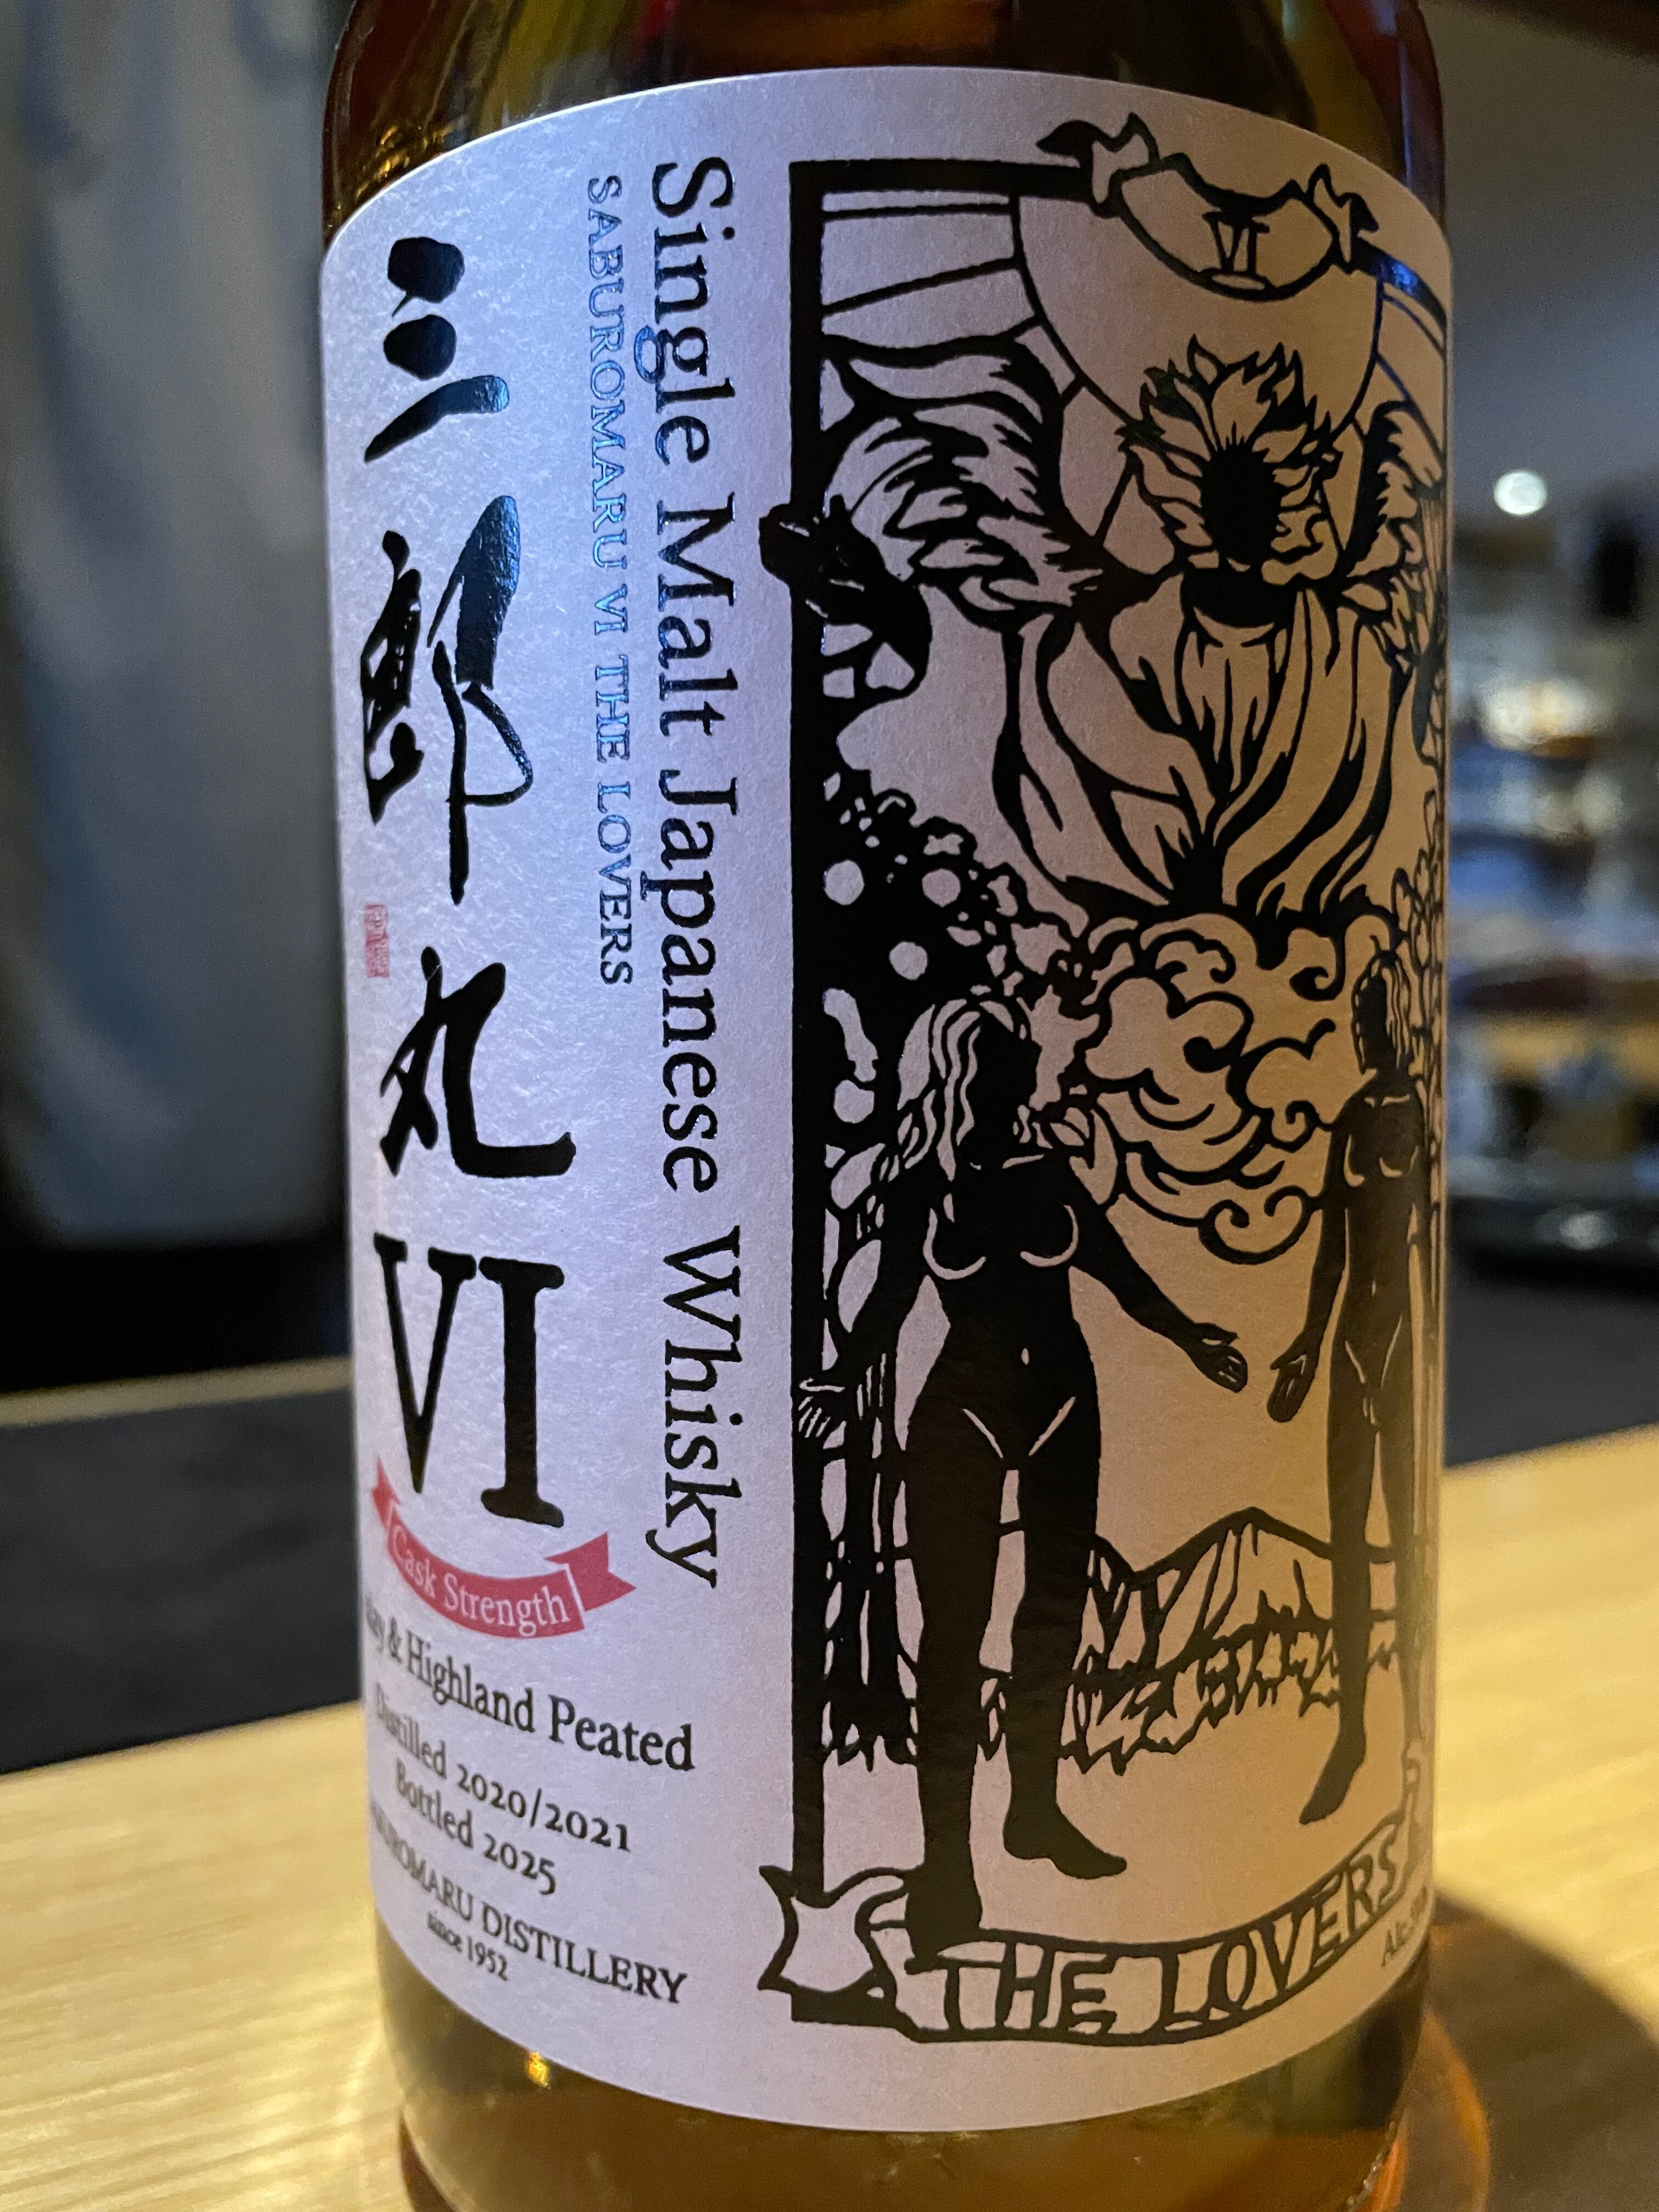 三郎丸 VI
SABUROMARU VI THE LOVERS
Single Malt Japanese Whisky
Cask Strength
& Highland Peated
Distilled 2020/2021
Bottled 2025
DISTILLERY
since 1952
VI
THE LOVERS
Alc.